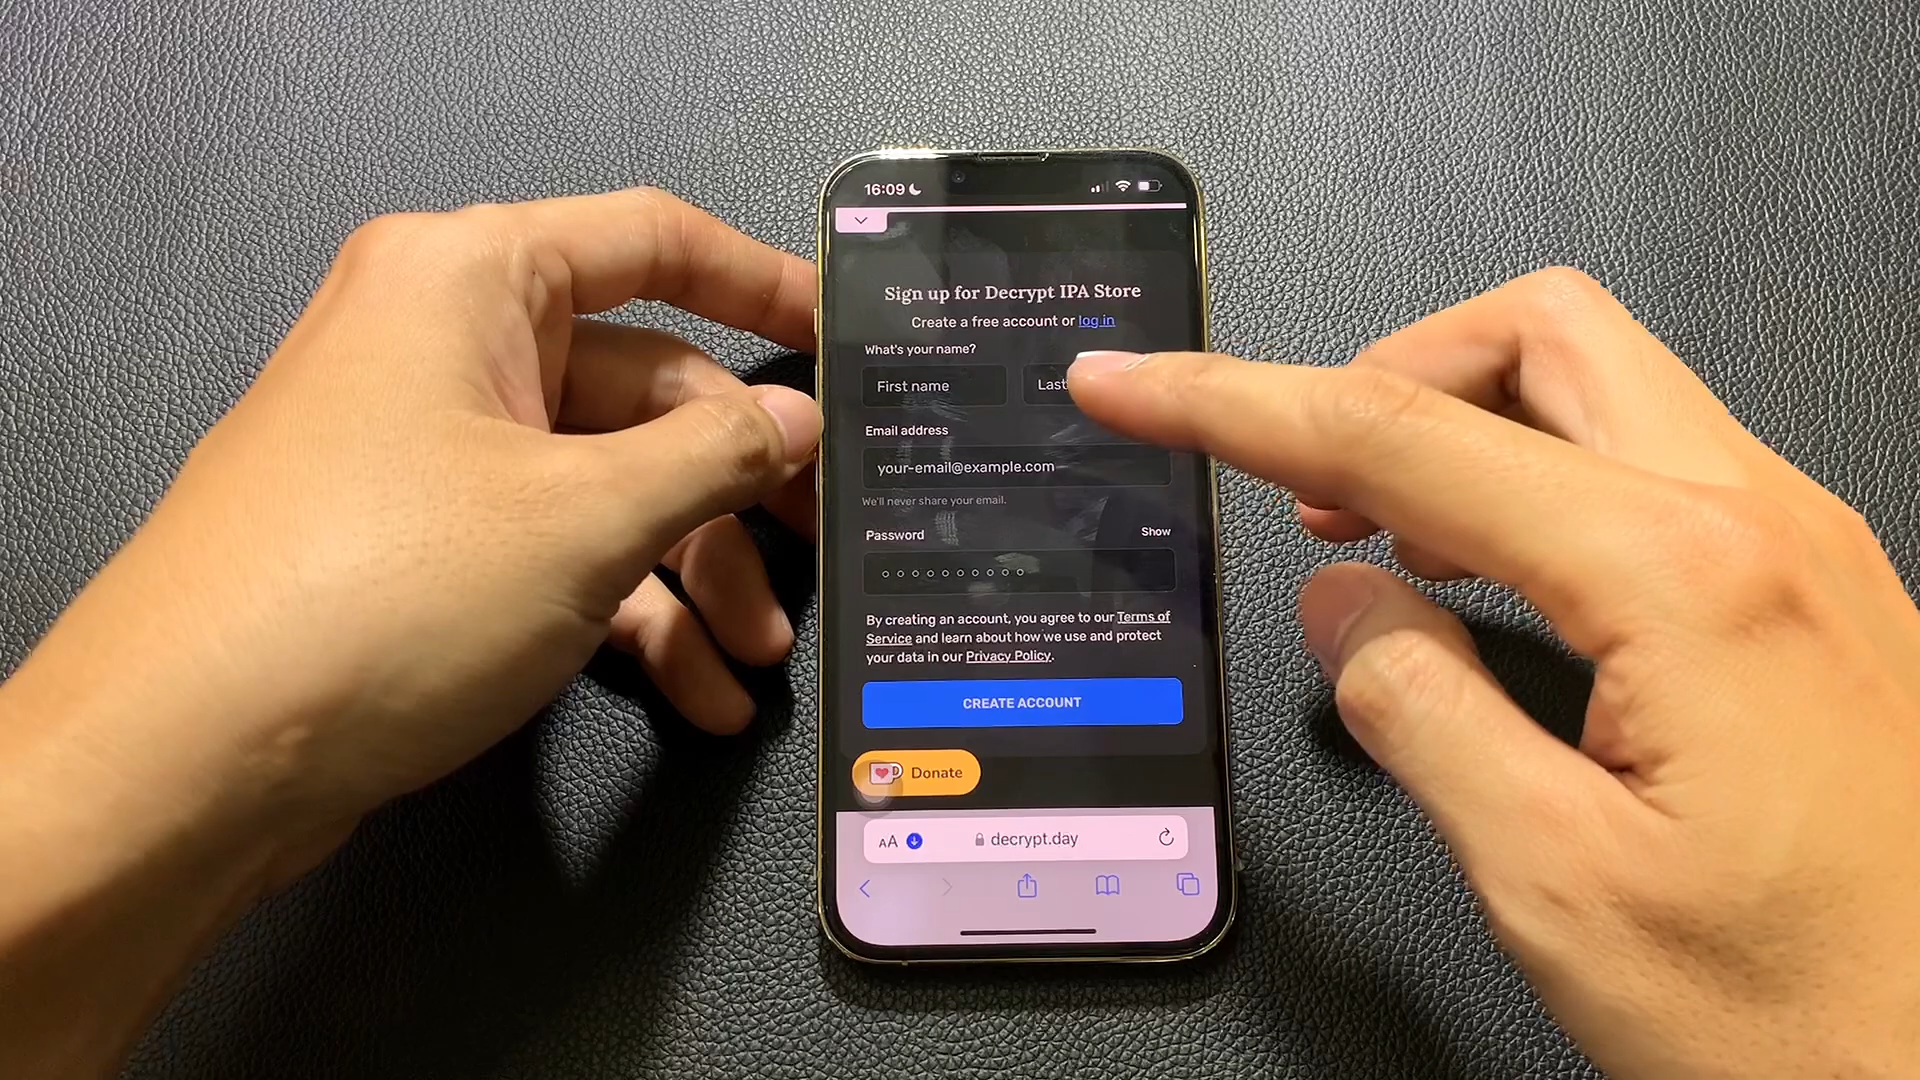 16:09
Sign up for Decrypt IPA Store
Create a free account or log in
What's your name?
First name
Last
Email address
your-email@example.com
We'll never share your email.
Password
Show
By creating an account, you agree to our Terms of
Service and learn about how we use and protect
your data in our Privacy Policy.
CREATE ACCOUNT
Donate
AA
decrypt.day